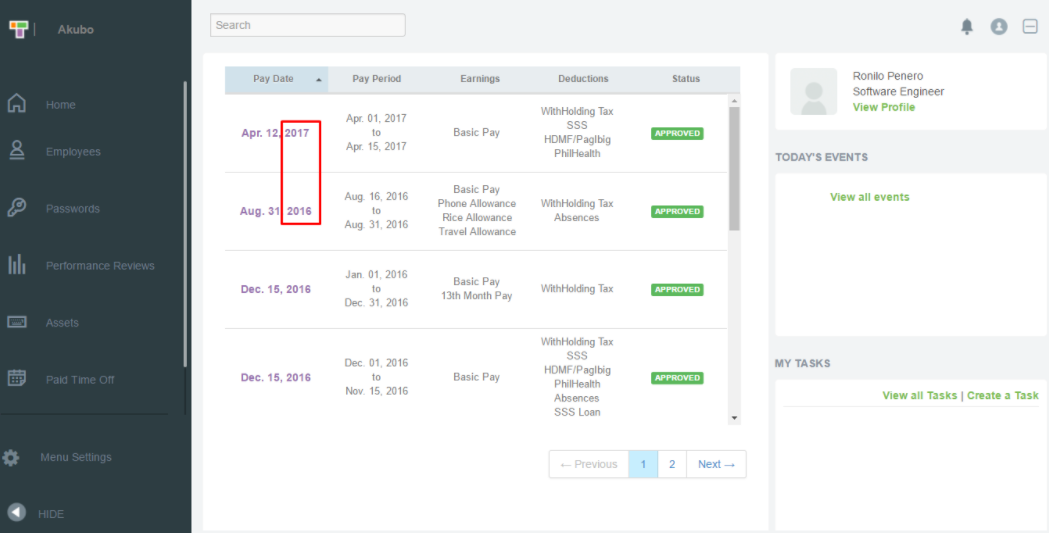 Akubo
Search
Home
Employees
Passwords
Performance Reviews
Assets
Paid Time Off
Menu Settings
HIDE
Pay Date Pay Period Earnings Deductions Status
Apr. 12, 2017
Apr. 01, 2017
to
Apr. 15, 2017
Basic Pay
WithHolding Tax
SSS
HDMF/PagIbig
PhilHealth
APPROVED
Aug. 31, 2016
Aug. 16, 2016
to
Aug. 31, 2016
Basic Pay
Phone Allowance
Rice Allowance
Travel Allowance
WithHolding Tax
Absences
APPROVED
Dec. 15, 2016
Jan. 01, 2016
to
Dec. 31, 2016
Basic Pay
13th Month Pay
WithHolding Tax
APPROVED
Dec. 15, 2016
Dec. 01, 2016
to
Nov. 15, 2016
Basic Pay
WithHolding Tax
SSS
HDMF/PagIbig
PhilHealth
Absences
SSS Loan
APPROVED
← Previous 1 2 Next →
Ronilo Penero
Software Engineer
View Profile
TODAY'S EVENTS
View all events
MY TASKS
View all Tasks | Create a Task